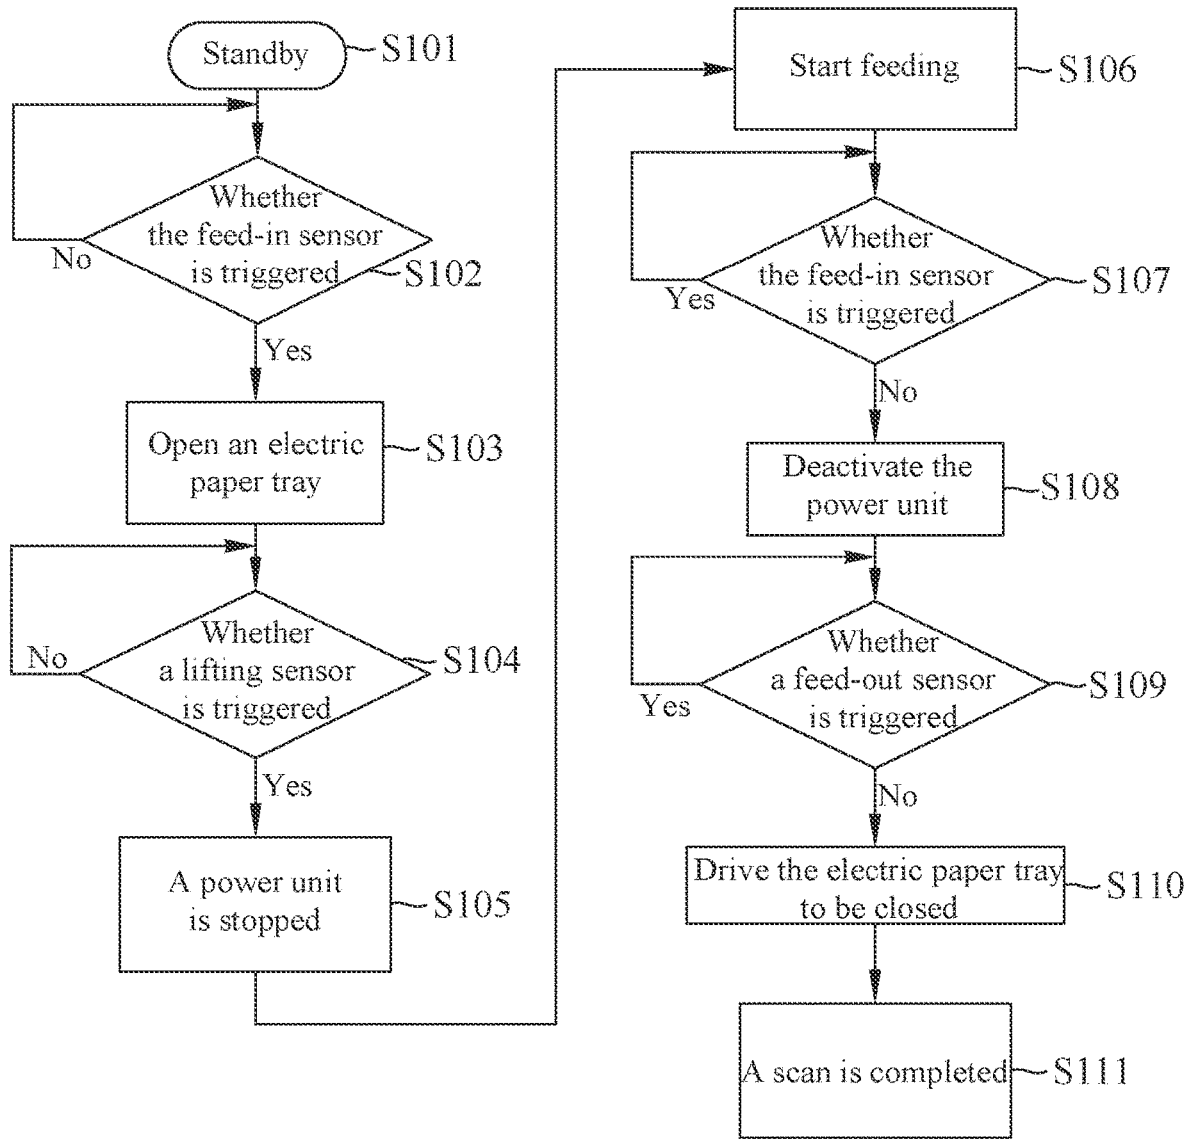 Standby
S101
Whether
the feed-in sensor
is triggered
S102
No
Yes
Open an electric
paper tray
S103
Whether
a lifting sensor
is triggered
S104
No
Yes
A power unit
is stopped
S105
Start feeding
S106
Whether
the feed-in sensor
is triggered
S107
Yes
No
Deactivate the
power unit
S108
Whether
a feed-out sensor
is triggered
S109
Yes
No
Drive the electric paper tray
to be closed
S110
A scan is completed
S111